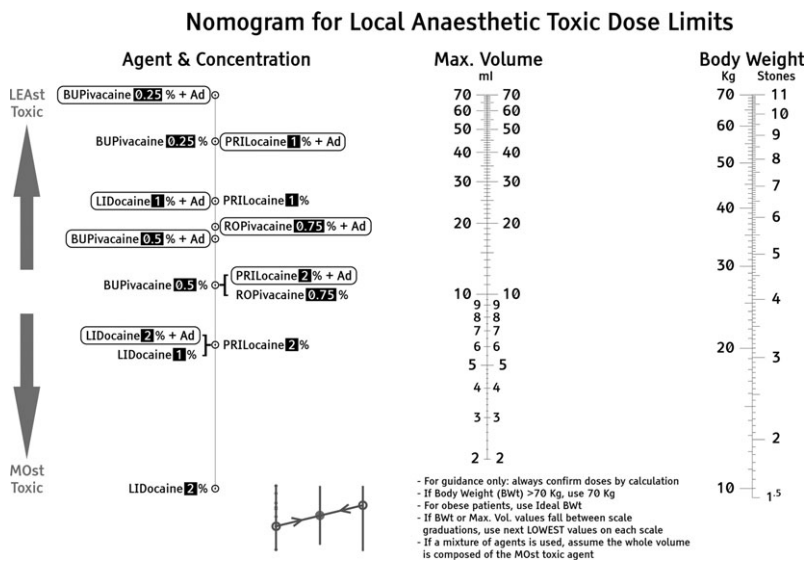 Nomogram for Local Anaesthetic Toxic Dose Limits
Agent & Concentration
LEAst
Toxic
BUPivacaine 0.25 % + Ad
BUPivacaine 0.25 %
PRILocaine 1 % + Ad
LIDocaine 1 % + Ad
PRILocaine 1 %
ROPivacaine 0.75 % + Ad
BUPivacaine 0.5 % + Ad
BUPivacaine 0.5 %
PRILocaine 2 % + Ad
ROPivacaine 0.75 %
LIDocaine 2 % + Ad
LIDocaine 1 %
PRILocaine 2 %
MOst
Toxic
LIDocaine 2 %
Max. Volume
ml
70 70
60 60
50 50
40 40
30 30
20 20
10 10
9 9
8 8
7 7
6 6
5 5
4 4
3 3
2 2
Body Weight
Kg Stones
70 11
10
60 9
50 8
7
40 6
5
30
4
20 3
2
10 1.5
- For guidance only: always confirm doses by calculation
- If Body Weight (BWt) >70 Kg, use 70 Kg
- For obese patients, use Ideal BWt
- If BWt or Max. Vol. values fall between scale
graduations, use next LOWEST values on each scale
- If a mixture of agents is used, assume the whole volume
is composed of the MOst toxic agent